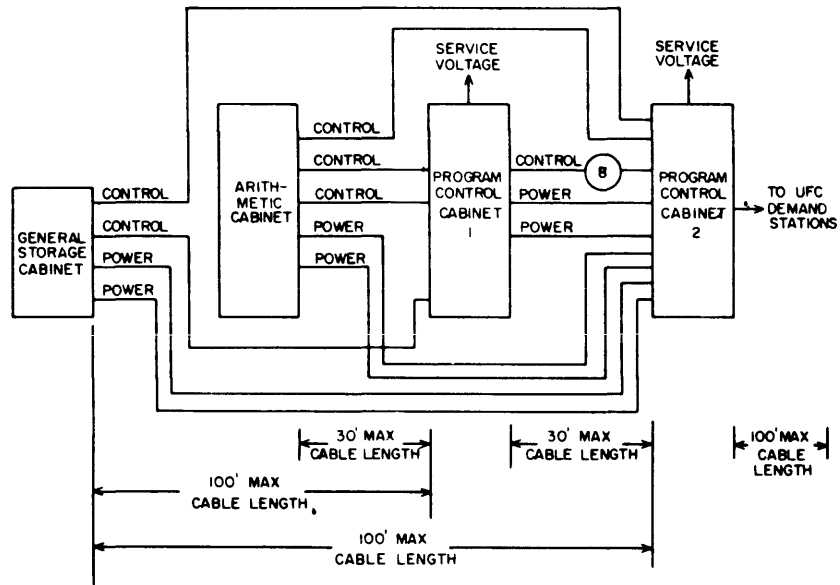 SERVICE
VOLTAGE
SERVICE
VOLTAGE
GENERAL
STORAGE
CABINET
CONTROL
CONTROL
POWER
POWER
ARITH-
METIC
CABINET
CONTROL
CONTROL
CONTROL
POWER
POWER
PROGRAM
CONTROL
CABINET
1
CONTROL
8
POWER
POWER
PROGRAM
CONTROL
CABINET
2
TO UFC
DEMAND
STATIONS
30' MAX
CABLE LENGTH
30' MAX
CABLE LENGTH
100' MAX
CABLE
LENGTH
100' MAX
CABLE LENGTH
100' MAX
CABLE LENGTH